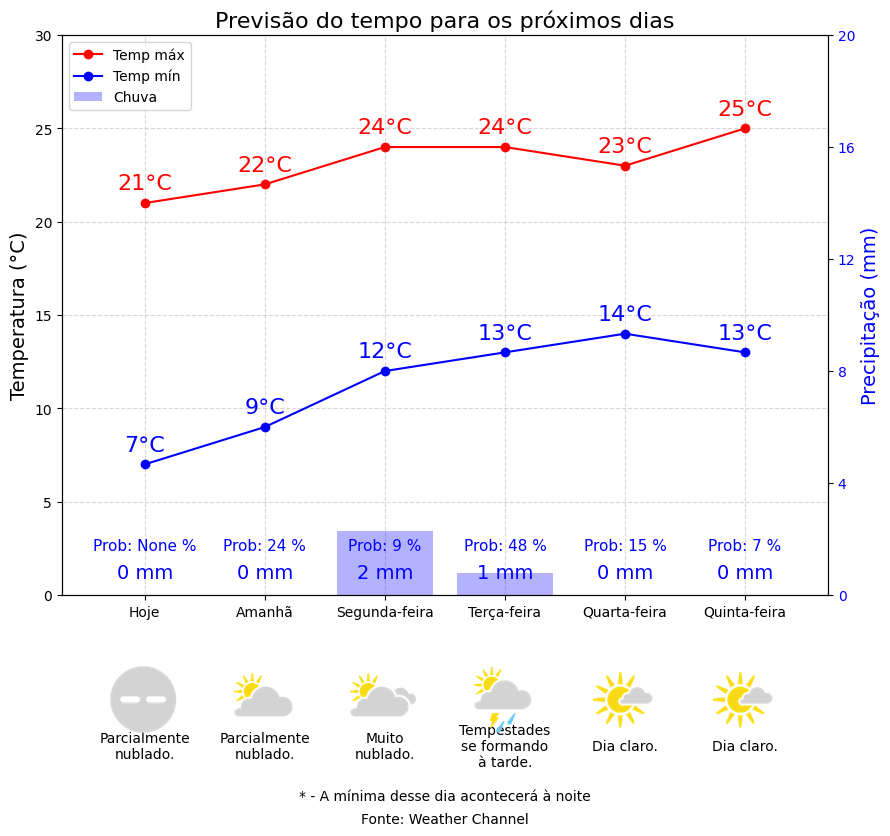 Previsão do tempo para os próximos dias
Temp máx
Temp mín
Chuva
Temperatura (°C)
30
25
20
15
10
5
0
Precipitação (mm)
20
16
12
8
4
0
21°C
22°C
24°C
24°C
23°C
25°C
7°C
9°C
12°C
13°C
14°C
13°C
Prob: None %
Prob: 24 %
Prob: 9 %
Prob: 48 %
Prob: 15 %
Prob: 7 %
0 mm
0 mm
2 mm
1 mm
0 mm
0 mm
Hoje
Amanhã
Segunda-feira
Terça-feira
Quarta-feira
Quinta-feira
Parcialmente
nublado.
Parcialmente
nublado.
Muito
nublado.
Tempestades
se formando
à tarde.
Dia claro.
Dia claro.
* - A mínima desse dia acontecerá à noite
Fonte: Weather Channel